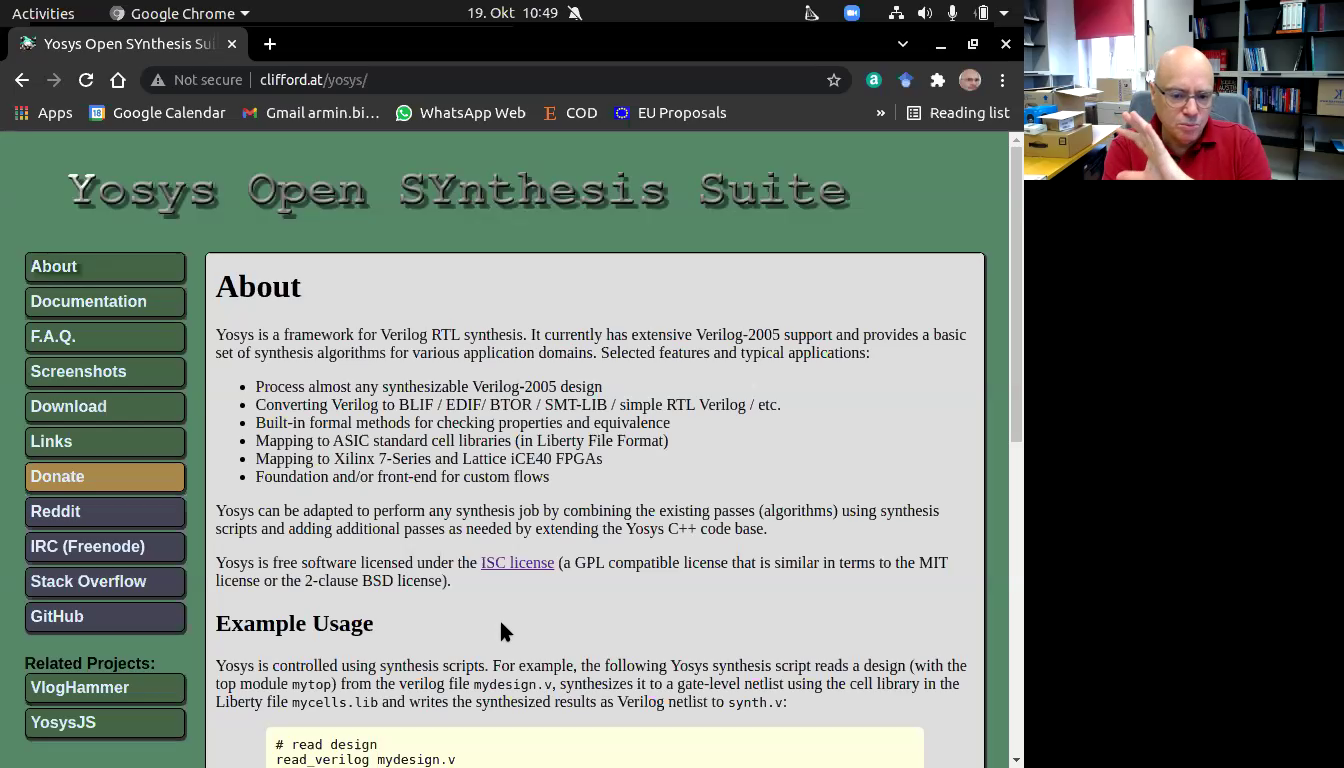 Activities
Google Chrome
19. Okt 10:49
Yosys Open SYnthesis Sui
Not secure
clifford.at/yosys/
Apps
Google Calendar
Gmail armin.bi...
WhatsApp Web
COD
EU Proposals
»
Reading list
Yosys Open SYnthesis Suite
About
Documentation
F.A.Q.
Screenshots
Download
Links
Donate
Reddit
IRC (Freenode)
Stack Overflow
GitHub
Related Projects:
VlogHammer
YosysJS
About
Yosys is a framework for Verilog RTL synthesis. It currently has extensive Verilog-2005 support and provides a basic
set of synthesis algorithms for various application domains. Selected features and typical applications:
• Process almost any synthesizable Verilog-2005 design
• Converting Verilog to BLIF / EDIF/ BTOR / SMT-LIB / simple RTL Verilog / etc.
• Built-in formal methods for checking properties and equivalence
• Mapping to ASIC standard cell libraries (in Liberty File Format)
• Mapping to Xilinx 7-Series and Lattice iCE40 FPGAs
• Foundation and/or front-end for custom flows
Yosys can be adapted to perform any synthesis job by combining the existing passes (algorithms) using synthesis
scripts and adding additional passes as needed by extending the Yosys C++ code base.
Yosys is free software licensed under the ISC license (a GPL compatible license that is similar in terms to the MIT
license or the 2-clause BSD license).
Example Usage
Yosys is controlled using synthesis scripts. For example, the following Yosys synthesis script reads a design (with the
top module mytop) from the verilog file mydesign.v, synthesizes it to a gate-level netlist using the cell library in the
Liberty file mycells.lib and writes the synthesized results as Verilog netlist to synth.v:
# read design
read_verilog mydesign.v